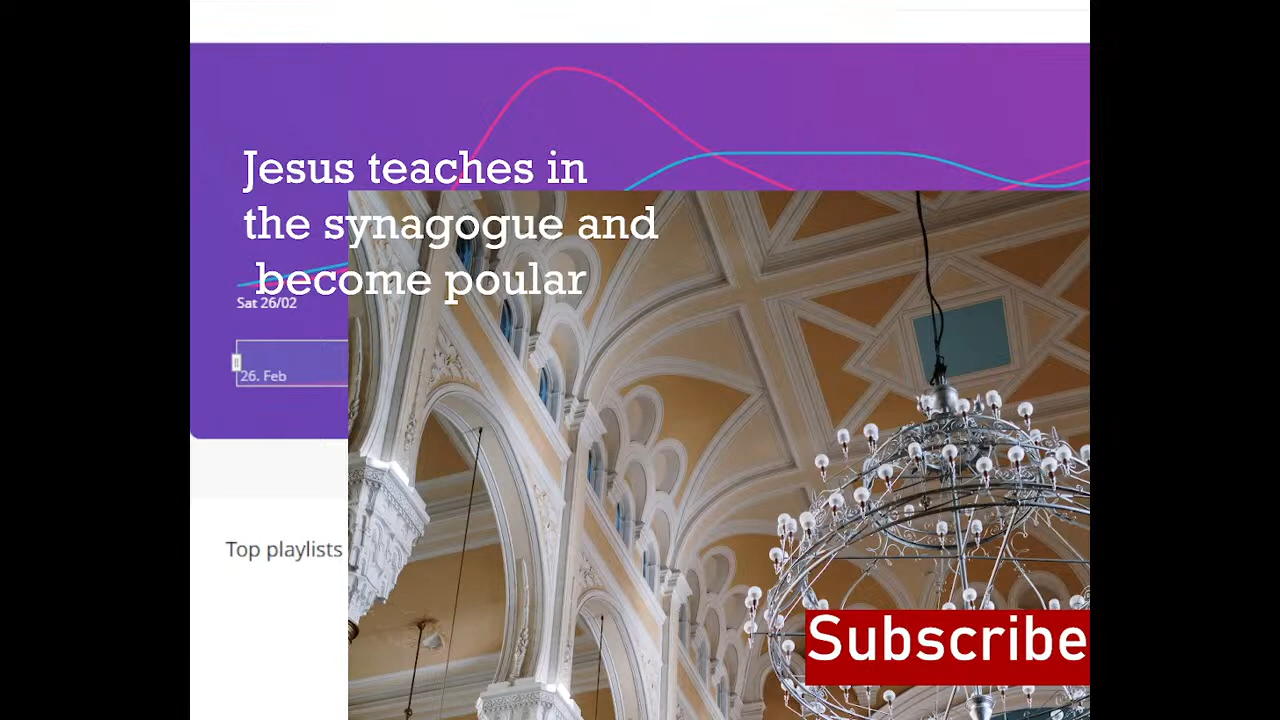 Jesus teaches in
the synagogue and
become poular
Sat 26/02
26. Feb
Top playlists
Subscribe